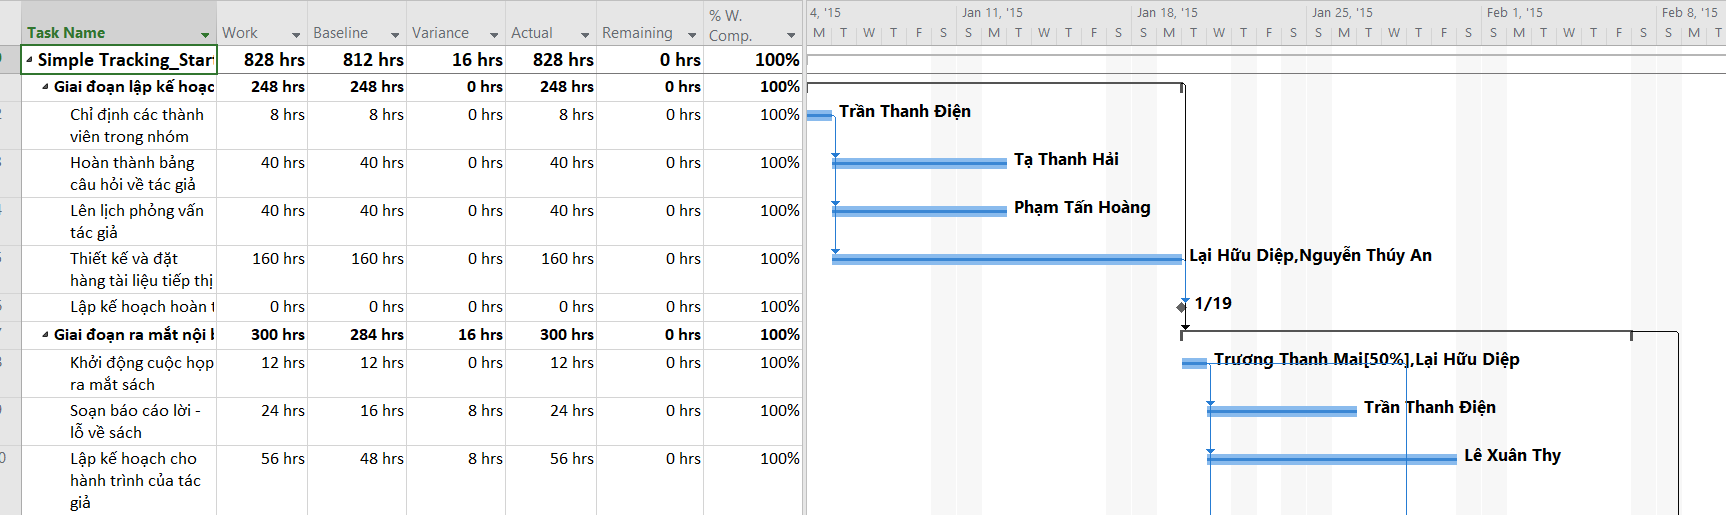 Task Name Work Baseline Variance Actual Remaining % W. Comp.
4, '15 Jan 11, '15 Jan 18, '15 Jan 25, '15 Feb 1, '15 Feb 8, '15
M T W T F S S M T W T F S S M T W T F S S M T W T F S S M T W T F S S M T
Simple Tracking_Star 828 hrs 812 hrs 16 hrs 828 hrs 0 hrs 100%
Giai đoạn lập kế hoạc 248 hrs 248 hrs 0 hrs 248 hrs 0 hrs 100%
Chỉ định các thành 8 hrs 8 hrs 0 hrs 8 hrs 0 hrs 100% Trần Thanh Điện
viên trong nhóm
Hoàn thành bảng 40 hrs 40 hrs 0 hrs 40 hrs 0 hrs 100% Tạ Thanh Hải
câu hỏi về tác giả
Lên lịch phỏng vấn 40 hrs 40 hrs 0 hrs 40 hrs 0 hrs 100% Phạm Tấn Hoàng
tác giả
Thiết kế và đặt 160 hrs 160 hrs 0 hrs 160 hrs 0 hrs 100% Lại Hữu Diệp,Nguyễn Thúy An
hàng tài liệu tiếp thị
Lập kế hoạch hoàn t 0 hrs 0 hrs 0 hrs 0 hrs 0 hrs 100% 1/19
Giai đoạn ra mắt nội b 300 hrs 284 hrs 16 hrs 300 hrs 0 hrs 100%
Khởi động cuộc họp 12 hrs 12 hrs 0 hrs 12 hrs 0 hrs 100% Trương Thanh Mai[50%],Lại Hữu Diệp
ra mắt sách
Soạn báo cáo lời - 24 hrs 16 hrs 8 hrs 24 hrs 0 hrs 100% Trần Thanh Điện
lỗ về sách
Lập kế hoạch cho 56 hrs 48 hrs 8 hrs 56 hrs 0 hrs 100% Lê Xuân Thy
hành trình của tác
giả